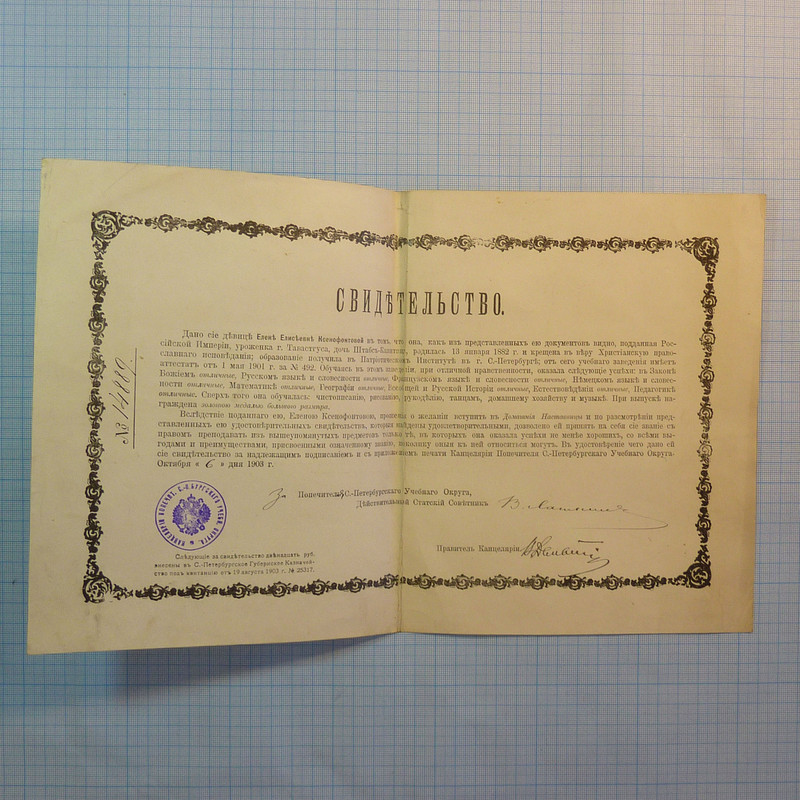 СВИДѢТЕЛЬСТВО.
Дано сіе дѣвицѣ Еленѣ Елисѣевнѣ Ксенофонтовой въ томъ, что она, какъ изъ представленныхъ ею документовъ видно, подданная Рос-
сійской Имперіи, уроженка г. Тавастгуса, дочь Штабсъ-Капитана, родилась 13 января 1882 г. и крещена въ вѣру Христіанскую право-
славнаго исповѣданія; образованіе получила въ Патріотическомъ Институтѣ въ г. С.-Петербургѣ; отъ сего учебнаго заведенія имѣетъ
аттестатъ отъ 1 мая 1901 г. за № 492. Обучаясь въ этомъ заведеніи, при отличной нравственности, оказала слѣдующіе успѣхи: въ Законѣ
Божіемъ отличные, Русскомъ языкѣ и словесности отличные, Французскомъ языкѣ и словесности отличные, Нѣмецкомъ языкѣ и словес-
ности отличные, Математикѣ отличные, Географіи отличные, Всеобщей и Русской Исторіи отличные, Естествовѣдѣніи отличные, Педагогикѣ
отличные. Сверхъ того она обучалась: чистописанію, рисованію, рукодѣлію, танцамъ, домашнему хозяйству и музыкѣ. При выпускѣ на-
граждена золотою медалью большого размѣра.
Вслѣдствіе поданнаго ею, Еленою Ксенофонтовою, прошенія о желаніи вступить въ Домашнія Наставницы и по разсмотрѣніи пред-
ставленныхъ ею удостовѣрительныхъ свидѣтельствъ, которыя найдены удовлетворительными, дозволено ей принять на себя сіе званіе съ
правомъ преподавать изъ вышеупомянутыхъ предметовъ только тѣ, въ которыхъ она оказала успѣхи не менѣе хорошихъ, со всѣми вы-
годами и преимуществами, присвоенными означенному званію, поколику оныя къ ней относиться могутъ. Въ удостовѣреніе чего дано ей
сіе свидѣтельство за надлежащимъ подписаніемъ и съ приложеніемъ печати Канцеляріи Попечителя С.-Петербургскаго Учебнаго Округа.
Октября « 6 » дня 1903 г.
№ 14889
За Попечителя С.-Петербургскаго Учебнаго Округа,
Дѣйствительный Статскій Совѣтникъ
Правитель Канцеляріи
Слѣдующіе за свидѣтельство двѣнадцать руб.
внесены въ С.-Петербургское Губернское Казначей-
ство подъ квитанціи отъ 19 августа 1903 г. № 25317.